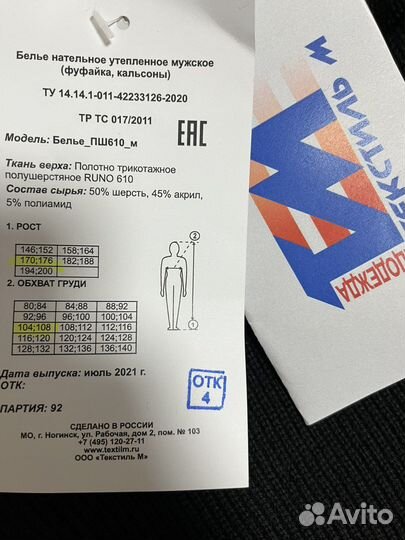 Белье нательное утепленное мужское
(фуфайка, кальсоны)
ТУ 14.14.1-011-42233126-2020
ТР ТС 017/2011
Модель: Белье_ПШ610_м
ЕАС
Ткань верха: Полотно трикотажное
полушерстяное RUNO 610
Состав сырья: 50% шерсть, 45% акрил,
5% полиамид
1. РОСТ
146;152 158;164
170;176 182;188
194;200
2. ОБХВАТ ГРУДИ
80;84 84;88 88;92
92;96 96;100 100;104
104;108 108;112 112;116
116;120 120;124 124;128
128;132 132;136 136;140
2
1
Дата выпуска: июль 2021 г.
ОТК:
ОТК
4
ПАРТИЯ: 92
СДЕЛАНО В РОССИИ
МО, г. Ногинск, ул. Рабочая, дом 2, пом. № 103
+7 (495) 120-27-11
www.textilm.ru
ООО «Текстиль М»
ТЕКСТИЛЬ М
Avito